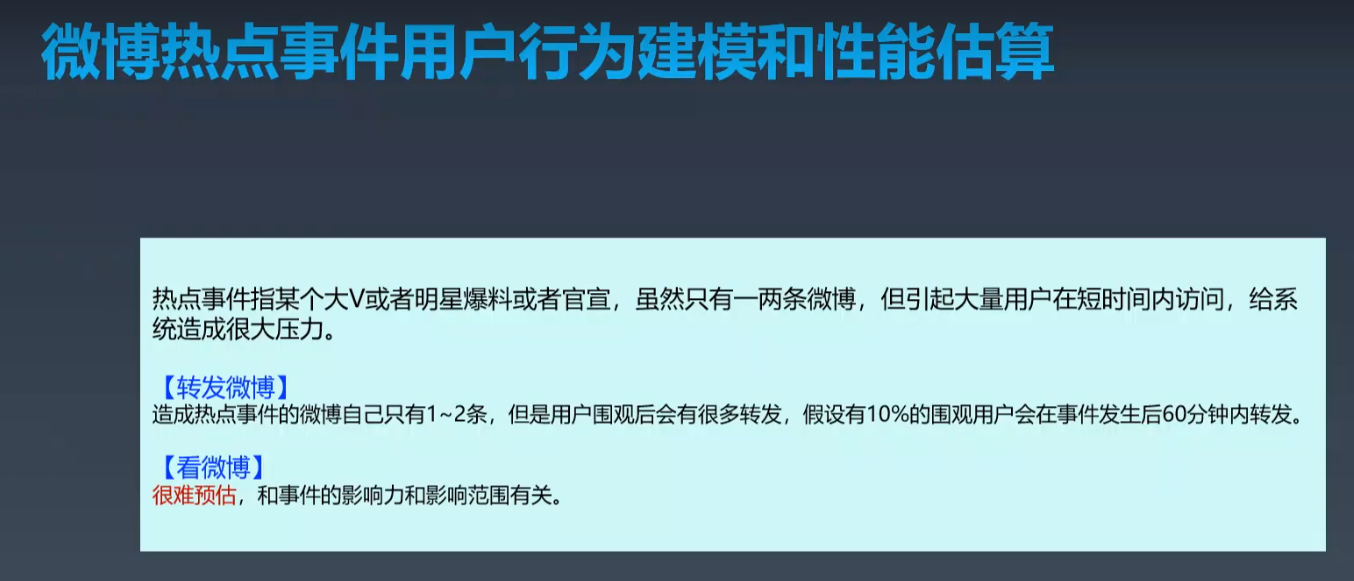 微博热点事件用户行为建模和性能估算
热点事件指某个大V或者明星爆料或者官宣，虽然只有一两条微博，但引起大量用户在短时间内访问，给系
统造成很大压力。
【转发微博】
造成热点事件的微博自己只有1~2条，但是用户围观后会有很多转发，假设有10%的围观用户会在事件发生后60分钟内转发。
【看微博】
很难预估，和事件的影响力和影响范围有关。